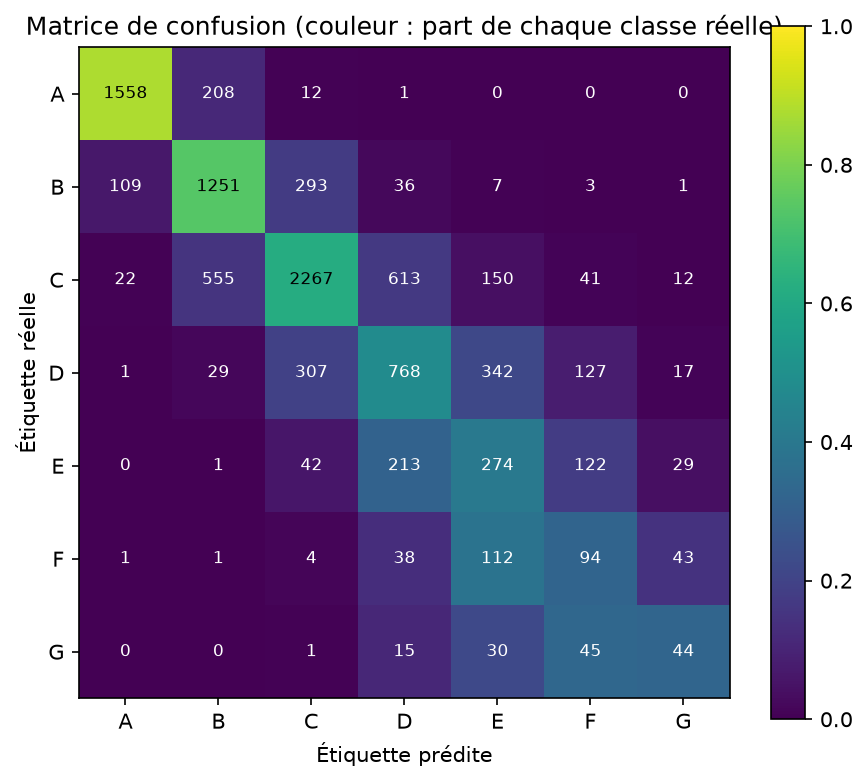 Matrice de confusion (couleur : part de chaque classe réelle)
1.0
A 1558 208 12 1 0 0 0
0.8
B 109 1251 293 36 7 3 1
C 22 555 2267 613 150 41 12
0.6
Étiquette réelle
D 1 29 307 768 342 127 17
0.4
E 0 1 42 213 274 122 29
F 1 1 4 38 112 94 43
0.2
G 0 0 1 15 30 45 44
0.0
A B C D E F G
Étiquette prédite